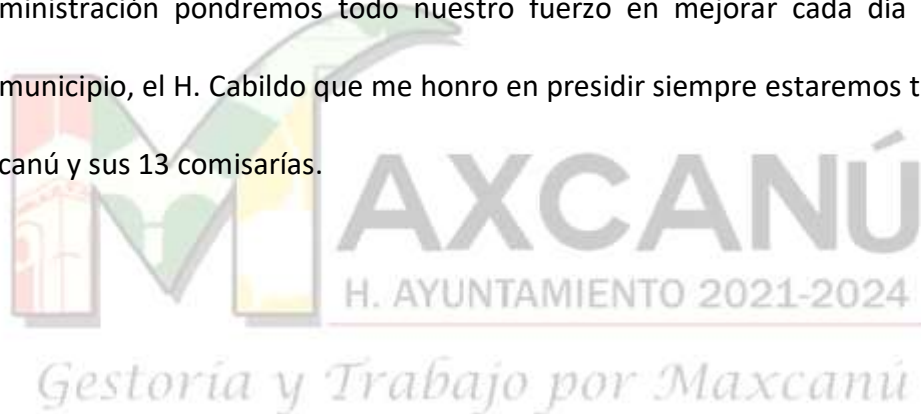 ministración pondremos todo nuestro fuerzo en mejorar cada día
municipio, el H. Cabildo que me honro en presidir siempre estaremos t
canú y sus 13 comisarías.
MAXCANÚ
H. AYUNTAMIENTO 2021-2024
Gestoría y Trabajo por Maxcanú